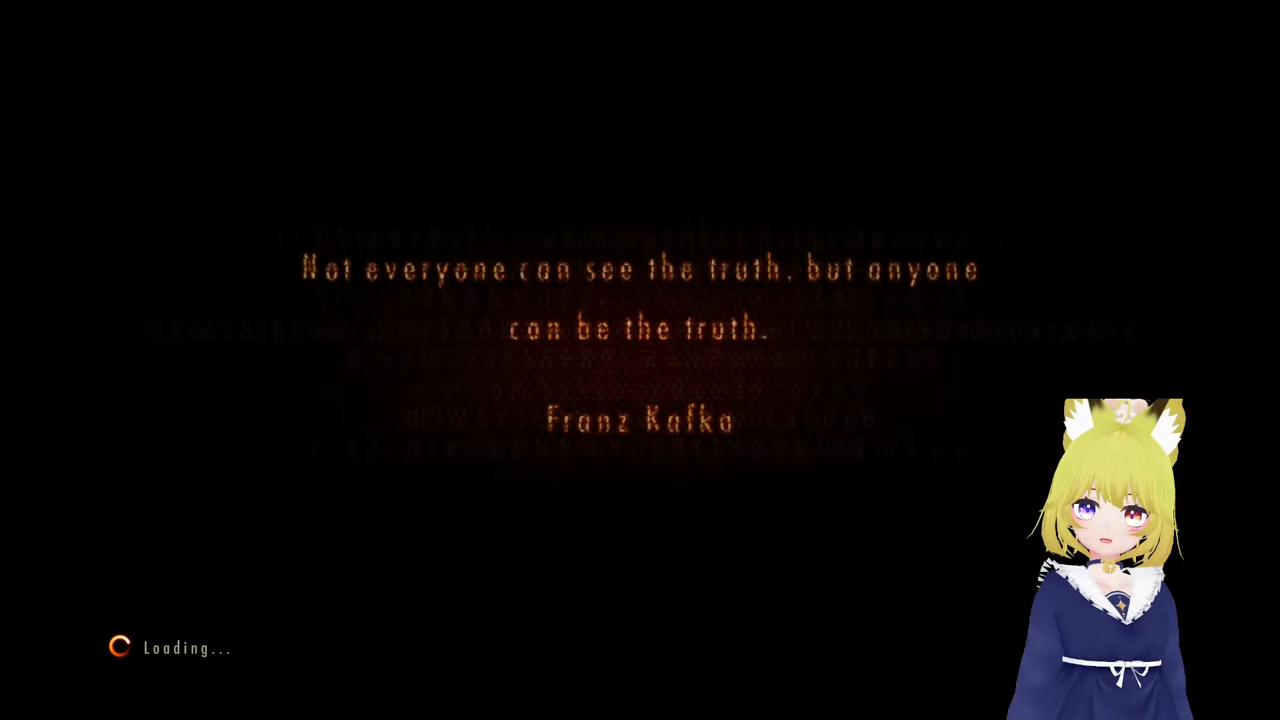 Not everyone can see the truth, but anyone
can be the truth.
Franz Kafka
Loading...